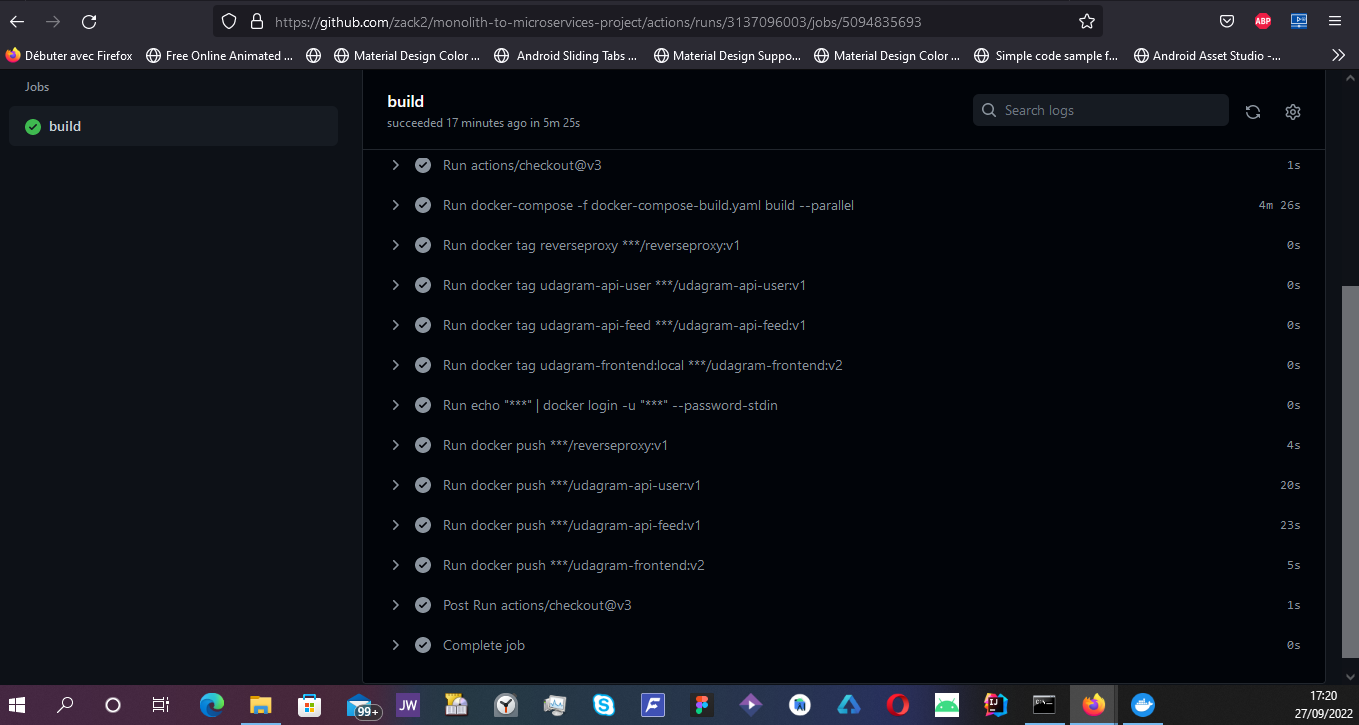 https://github.com/zack2/monolith-to-microservices-project/actions/runs/3137096003/jobs/5094835693
ABP
Débuter avec Firefox
Free Online Animated ...
Material Design Color ...
Android Sliding Tabs ...
Material Design Suppo...
Material Design Color ...
Simple code sample f...
Android Asset Studio -...
Jobs
build
build
succeeded 17 minutes ago in 5m 25s
Search logs
Run actions/checkout@v3 1s
Run docker-compose -f docker-compose-build.yaml build --parallel 4m 26s
Run docker tag reverseproxy ***/reverseproxy:v1 0s
Run docker tag udagram-api-user ***/udagram-api-user:v1 0s
Run docker tag udagram-api-feed ***/udagram-api-feed:v1 0s
Run docker tag udagram-frontend:local ***/udagram-frontend:v2 0s
Run echo "***" | docker login -u "***" --password-stdin 0s
Run docker push ***/reverseproxy:v1 4s
Run docker push ***/udagram-api-user:v1 20s
Run docker push ***/udagram-api-feed:v1 23s
Run docker push ***/udagram-frontend:v2 5s
Post Run actions/checkout@v3 1s
Complete job 0s
99+
JW
F
IJ
17:20
27/09/2022